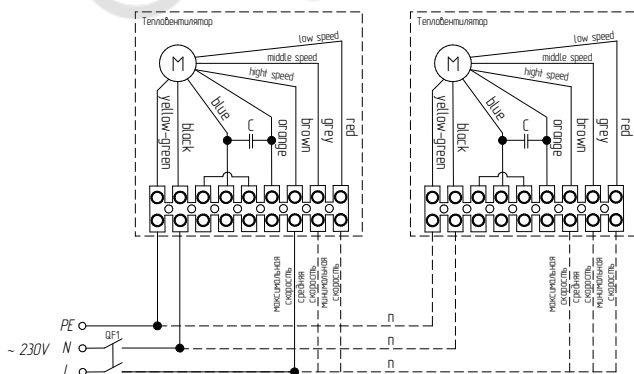 Тепловентилятор
Тепловентилятор
low speed
middle speed
hight speed
M
yellow-green
black
blue
C
orange
brown
grey
red
low speed
middle speed
hight speed
M
yellow-green
black
blue
C
orange
brown
grey
red
максимальная
скорость
средняя
скорость
минимальная
скорость
максимальная
скорость
средняя
скорость
минимальная
скорость
PE
n
QF1
~ 230V
N
n
L
n